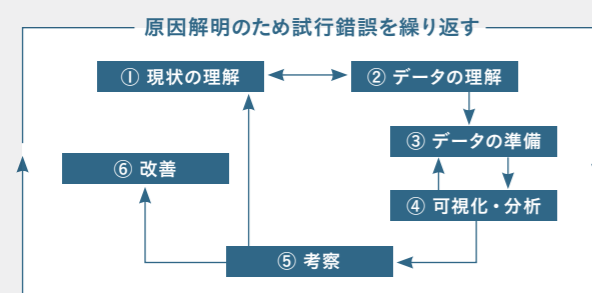 原因解明のため試行錯誤を繰り返す
① 現状の理解
② データの理解
③ データの準備
④ 可視化・分析
⑤ 考察
⑥ 改善